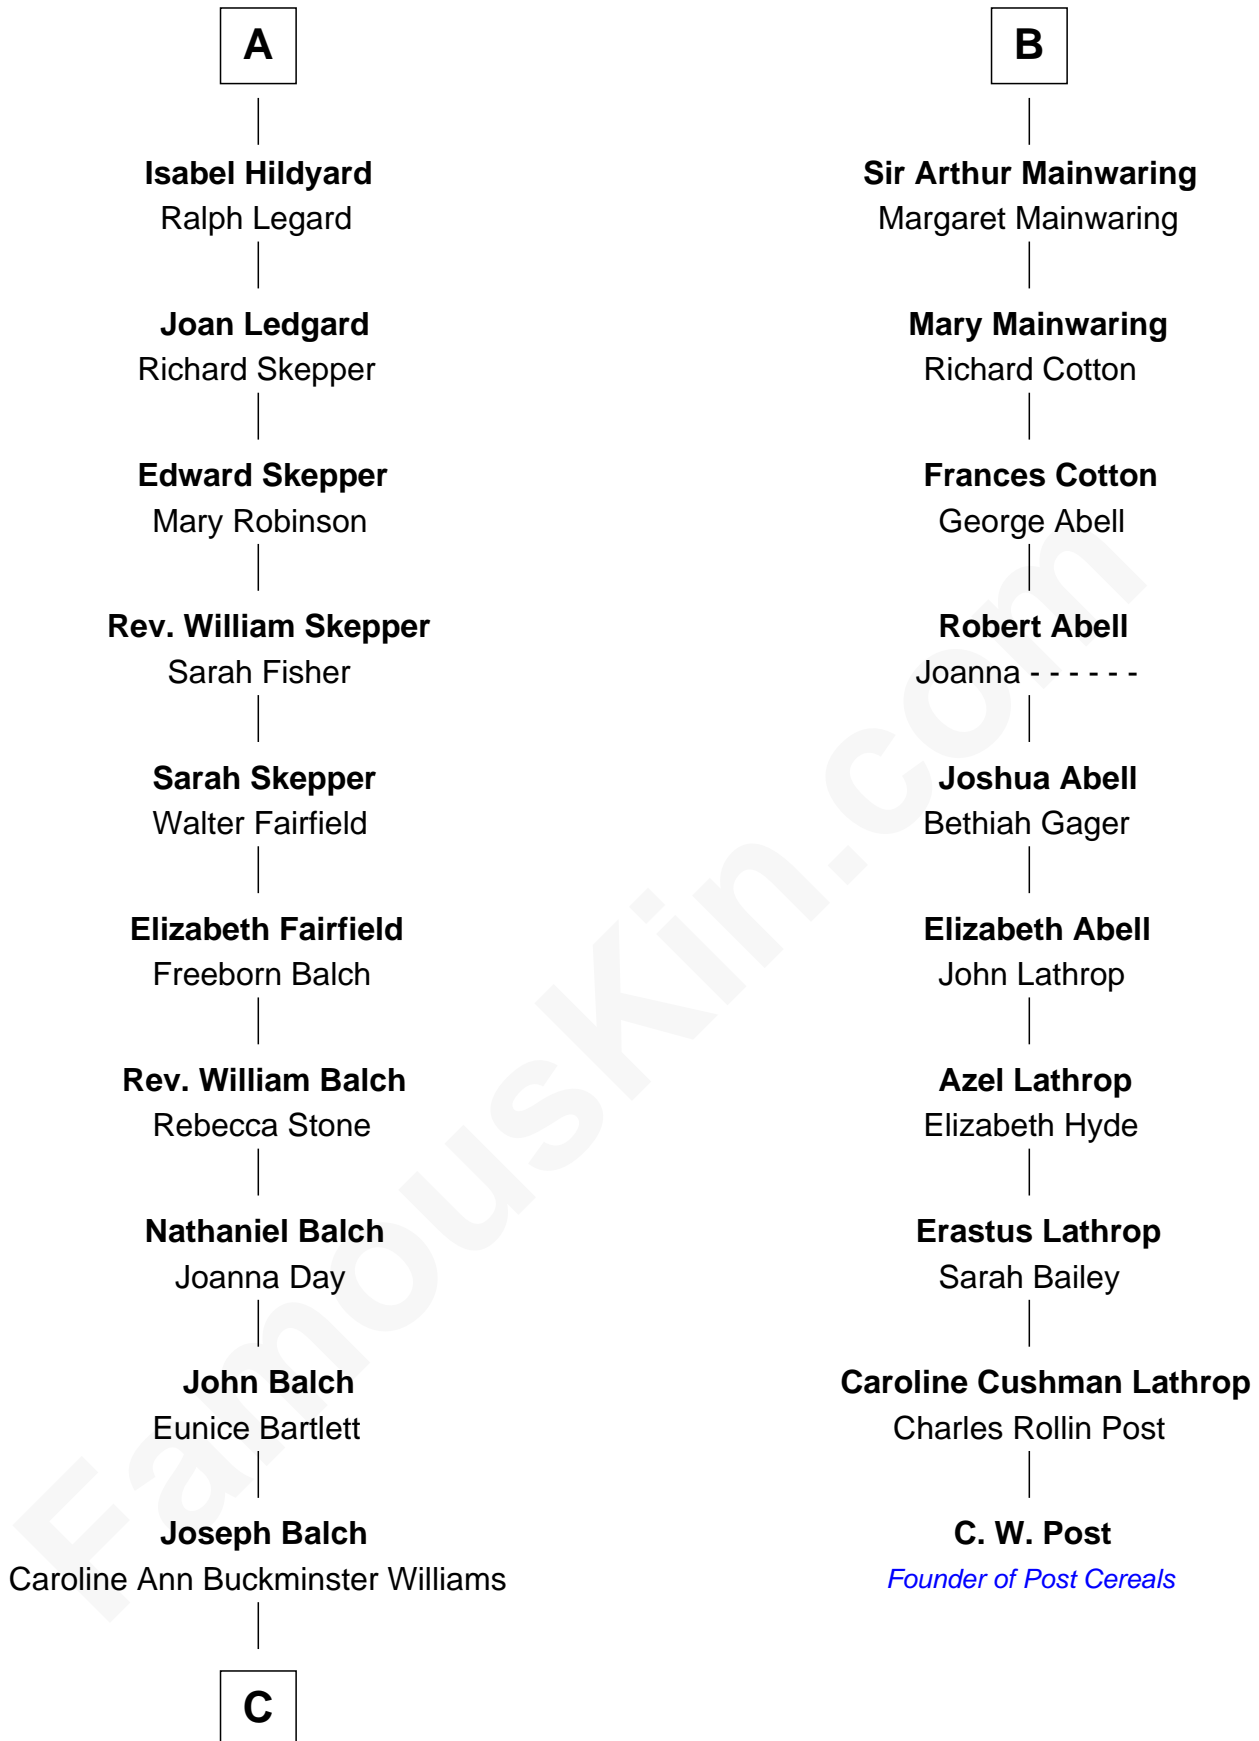 A
Isabel Hildyard
Ralph Legard
Joan Ledgard
Richard Skepper
Edward Skepper
Mary Robinson
Rev. William Skepper
Sarah Fisher
Sarah Skepper
Walter Fairfield
Elizabeth Fairfield
Freeborn Balch
Rev. William Balch
Rebecca Stone
Nathaniel Balch
Joanna Day
John Balch
Eunice Bartlett
Joseph Balch
Caroline Ann Buckminster Williams
C
B
Sir Arthur Mainwaring
Margaret Mainwaring
Mary Mainwaring
Richard Cotton
Frances Cotton
George Abell
Robert Abell
Joanna - - - - - -
Joshua Abell
Bethiah Gager
Elizabeth Abell
John Lathrop
Azel Lathrop
Elizabeth Hyde
Erastus Lathrop
Sarah Bailey
Caroline Cushman Lathrop
Charles Rollin Post
C. W. Post
Founder of Post Cereals
FamousKin.com